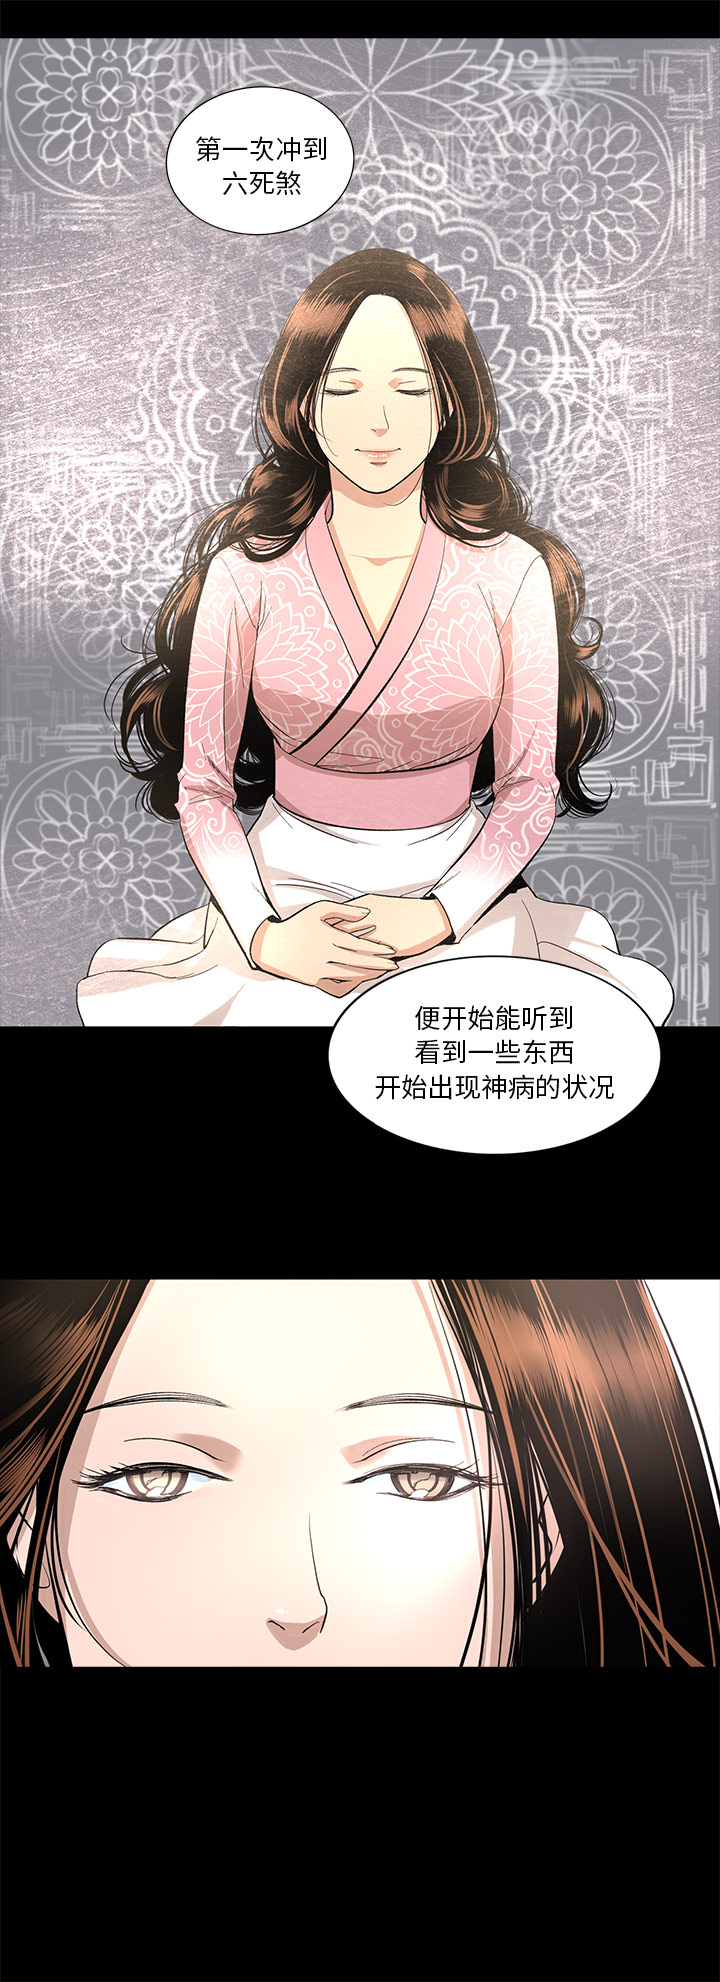 第一次冲到
六死煞
便开始能听到
看到一些东西
开始出现神病的状况